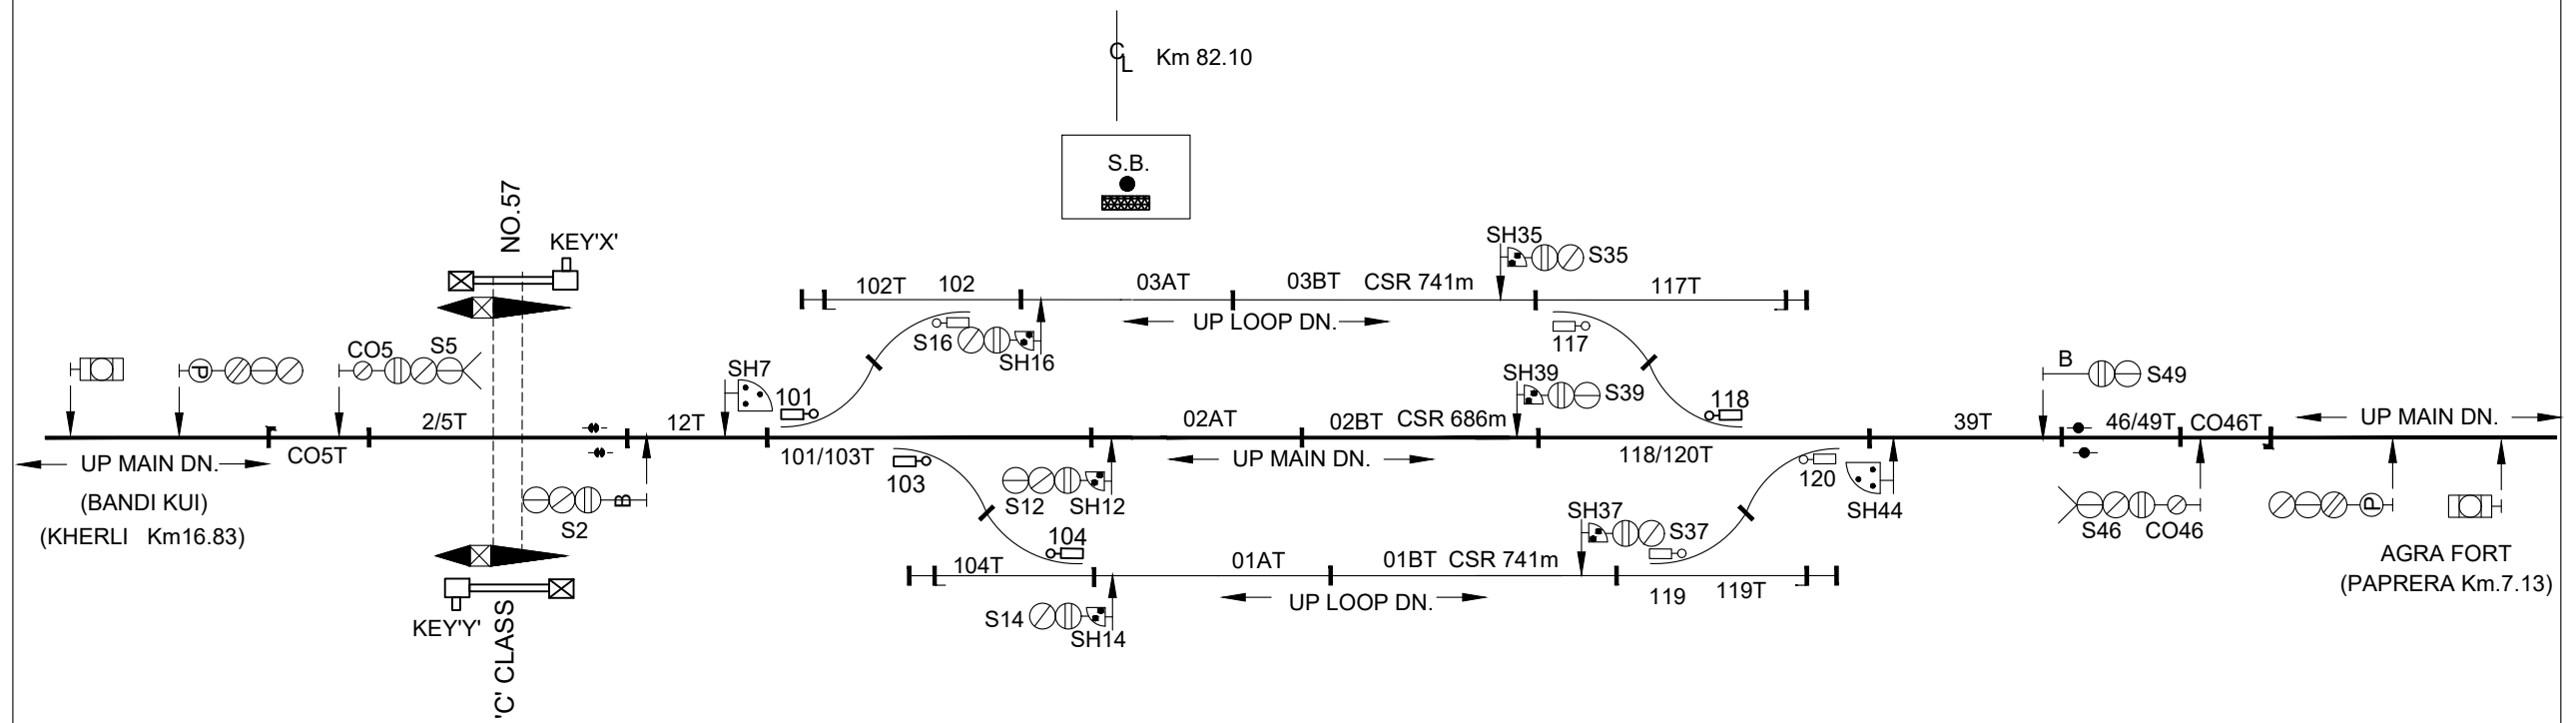 C
L Km 82.10
S.B.
NO.57
KEY'X'
SH35
S35
102T 102 03AT 03BT CSR 741m 117T
UP LOOP DN.
S16
SH16
117
CO5 S5
P
SH7
101
SH39
S39
118
B
S49
2/5T 12T 02AT 02BT CSR 686m 39T 46/49T CO46T UP MAIN DN.
UP MAIN DN. CO5T 101/103T UP MAIN DN. 118/120T
(BANDI KUI)
(KHERLI Km16.83)
103
120
B
S2
S12 SH12
SH37
S37
SH44
S46 CO46
P
104
104T 01AT 01BT CSR 741m 119 119T
UP LOOP DN.
AGRA FORT
(PAPRERA Km.7.13)
S14
SH14
KEY'Y'
'C' CLASS